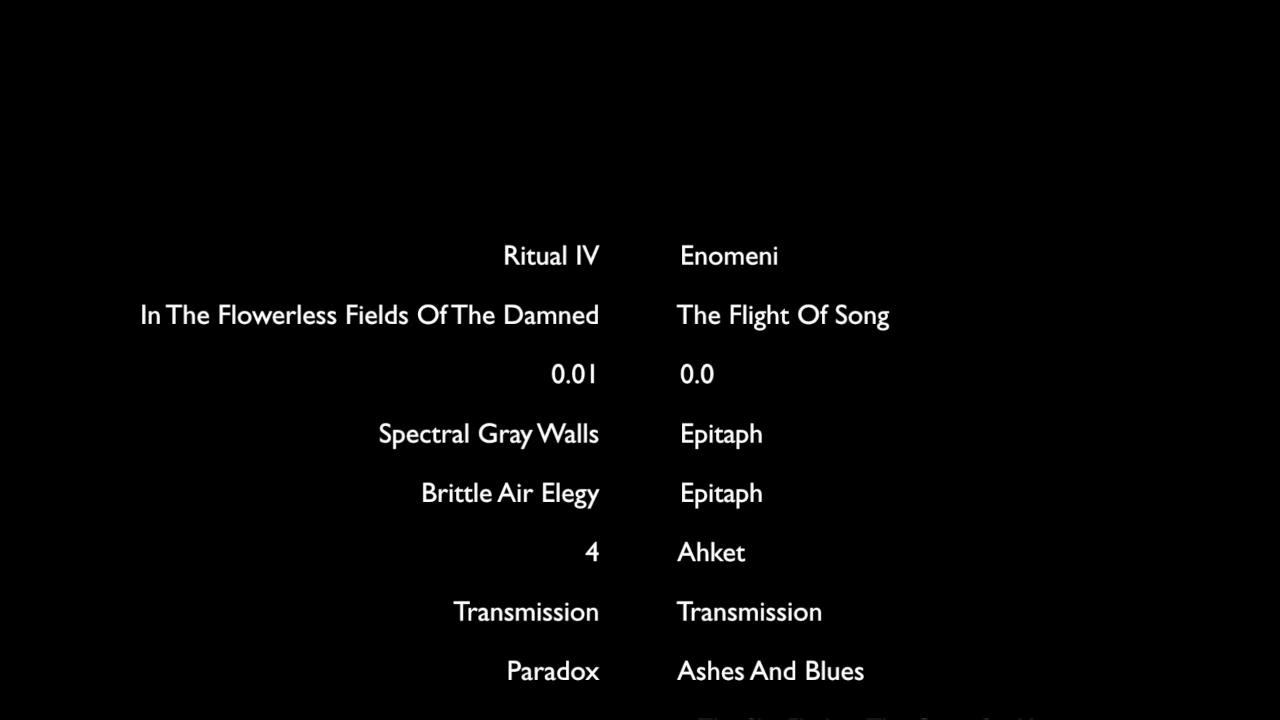 Ritual IV Enomeni
In The Flowerless Fields Of The Damned The Flight Of Song
0.01 0.0
Spectral Gray Walls Epitaph
Brittle Air Elegy Epitaph
4 Ahket
Transmission Transmission
Paradox Ashes And Blues